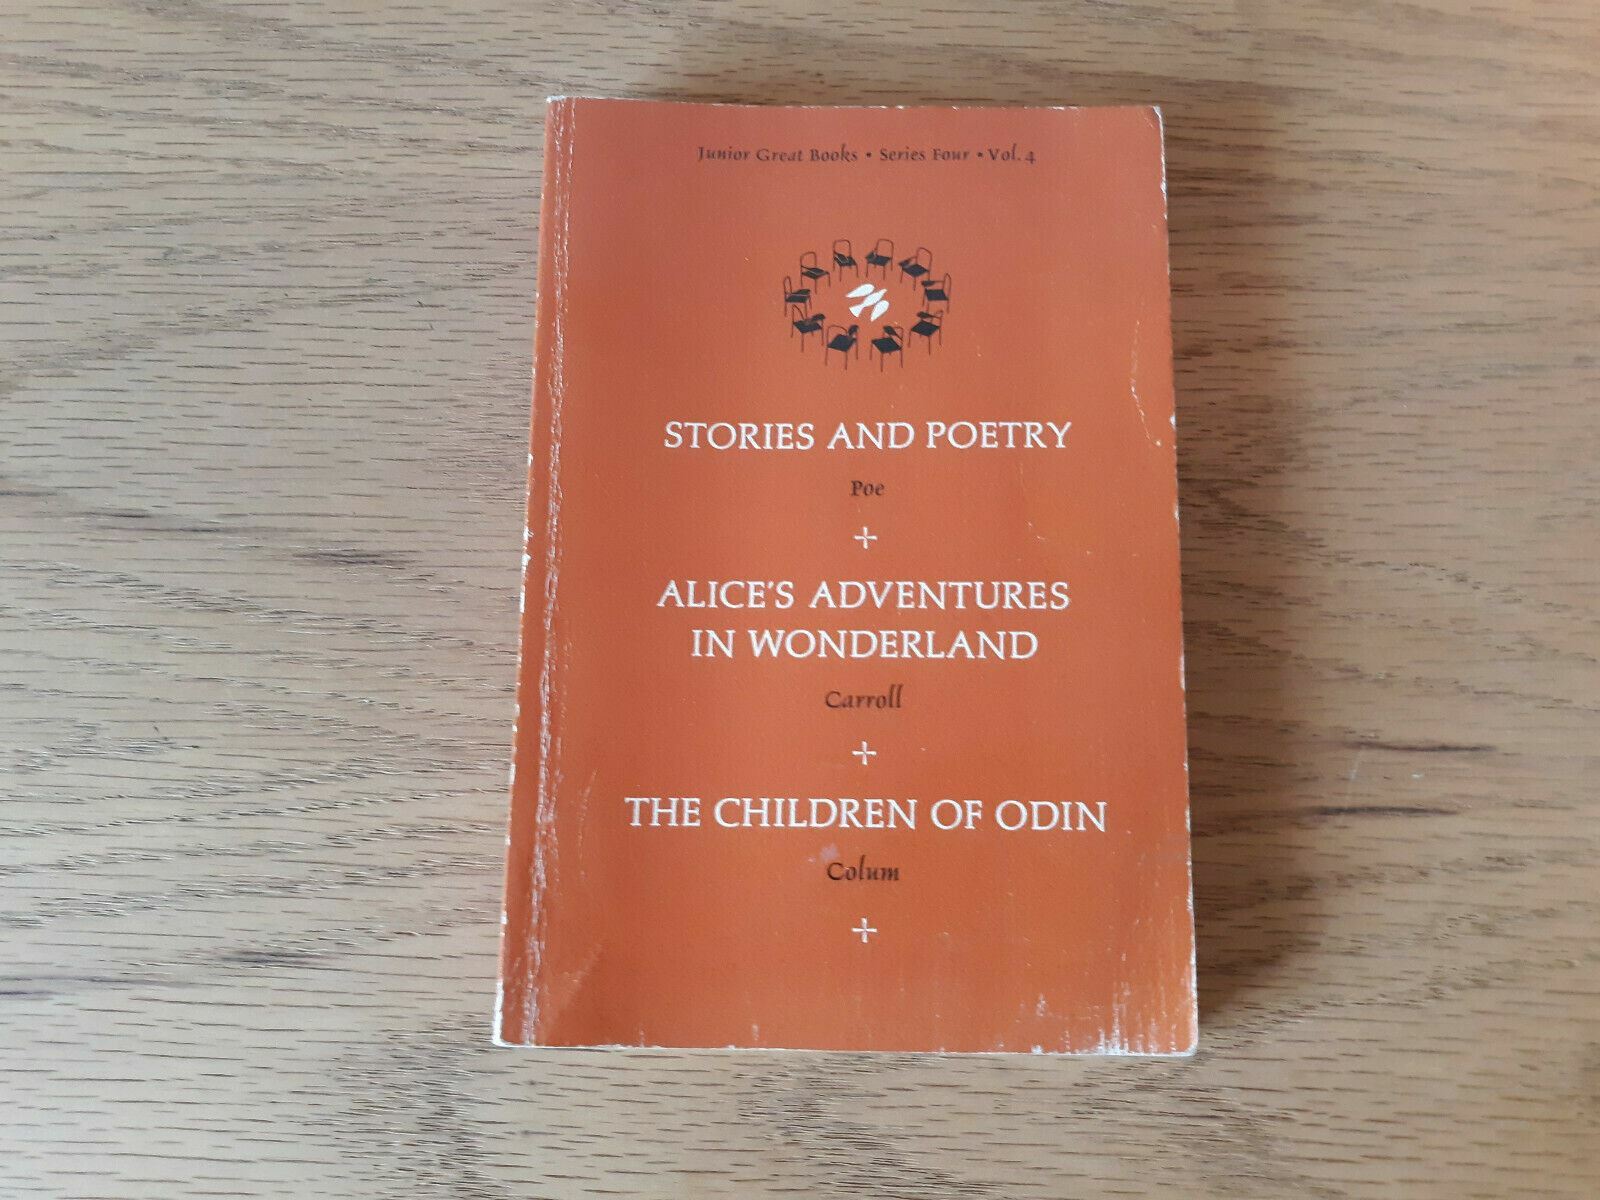 Junior Great Books • Series Four • Vol. 4
STORIES AND POETRY
Poe
ALICE'S ADVENTURES
IN WONDERLAND
Carroll
THE CHILDREN OF ODIN
Colum